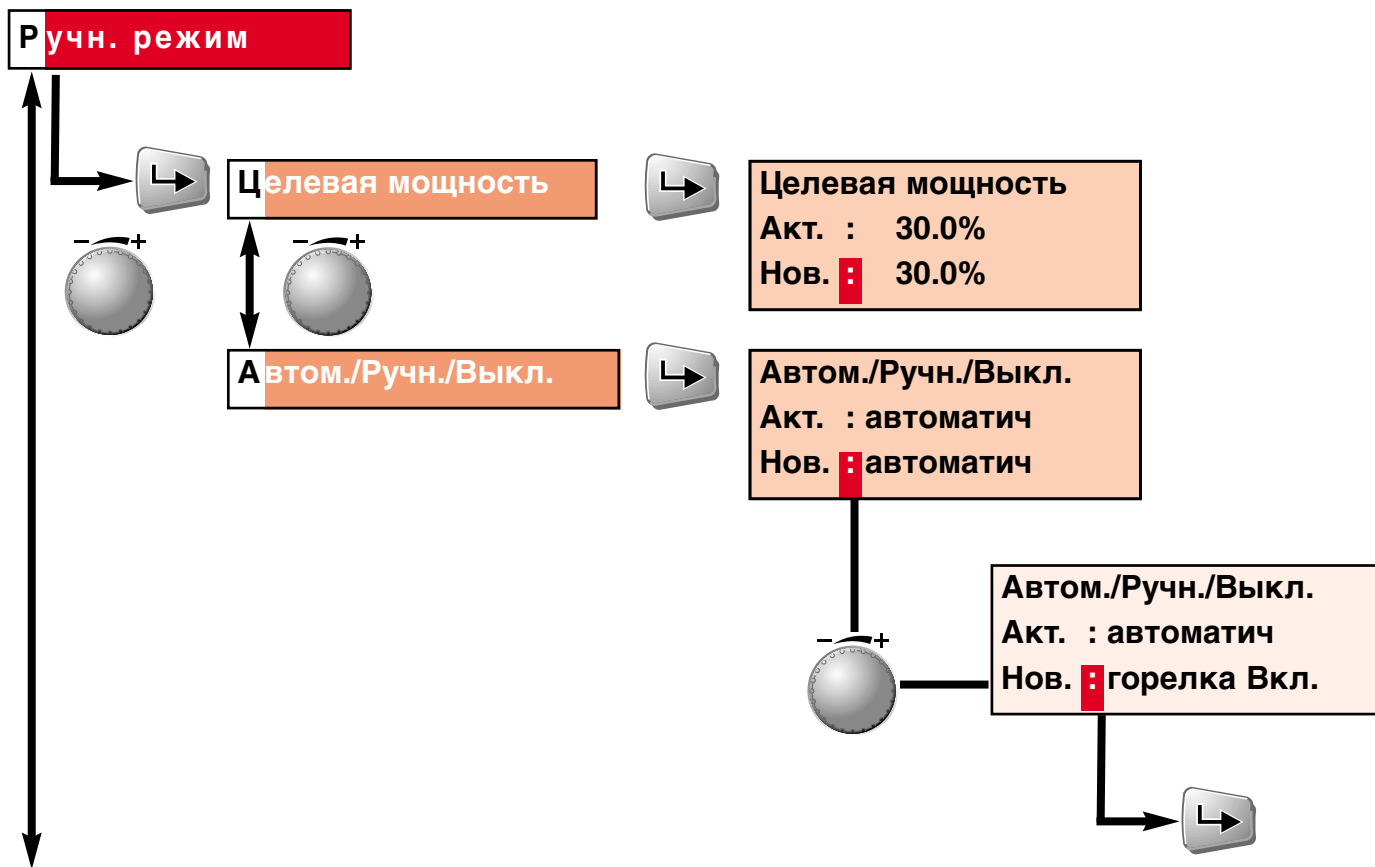 Ручн. режим
− +
− +
Целевая мощность
Целевая мощность
Акт. : 30.0%
Нов. : 30.0%
Автом./Ручн./Выкл.
Автом./Ручн./Выкл.
Акт. : автоматич
Нов. : автоматич
− +
Автом./Ручн./Выкл.
Акт. : автоматич
Нов. : горелка Вкл.